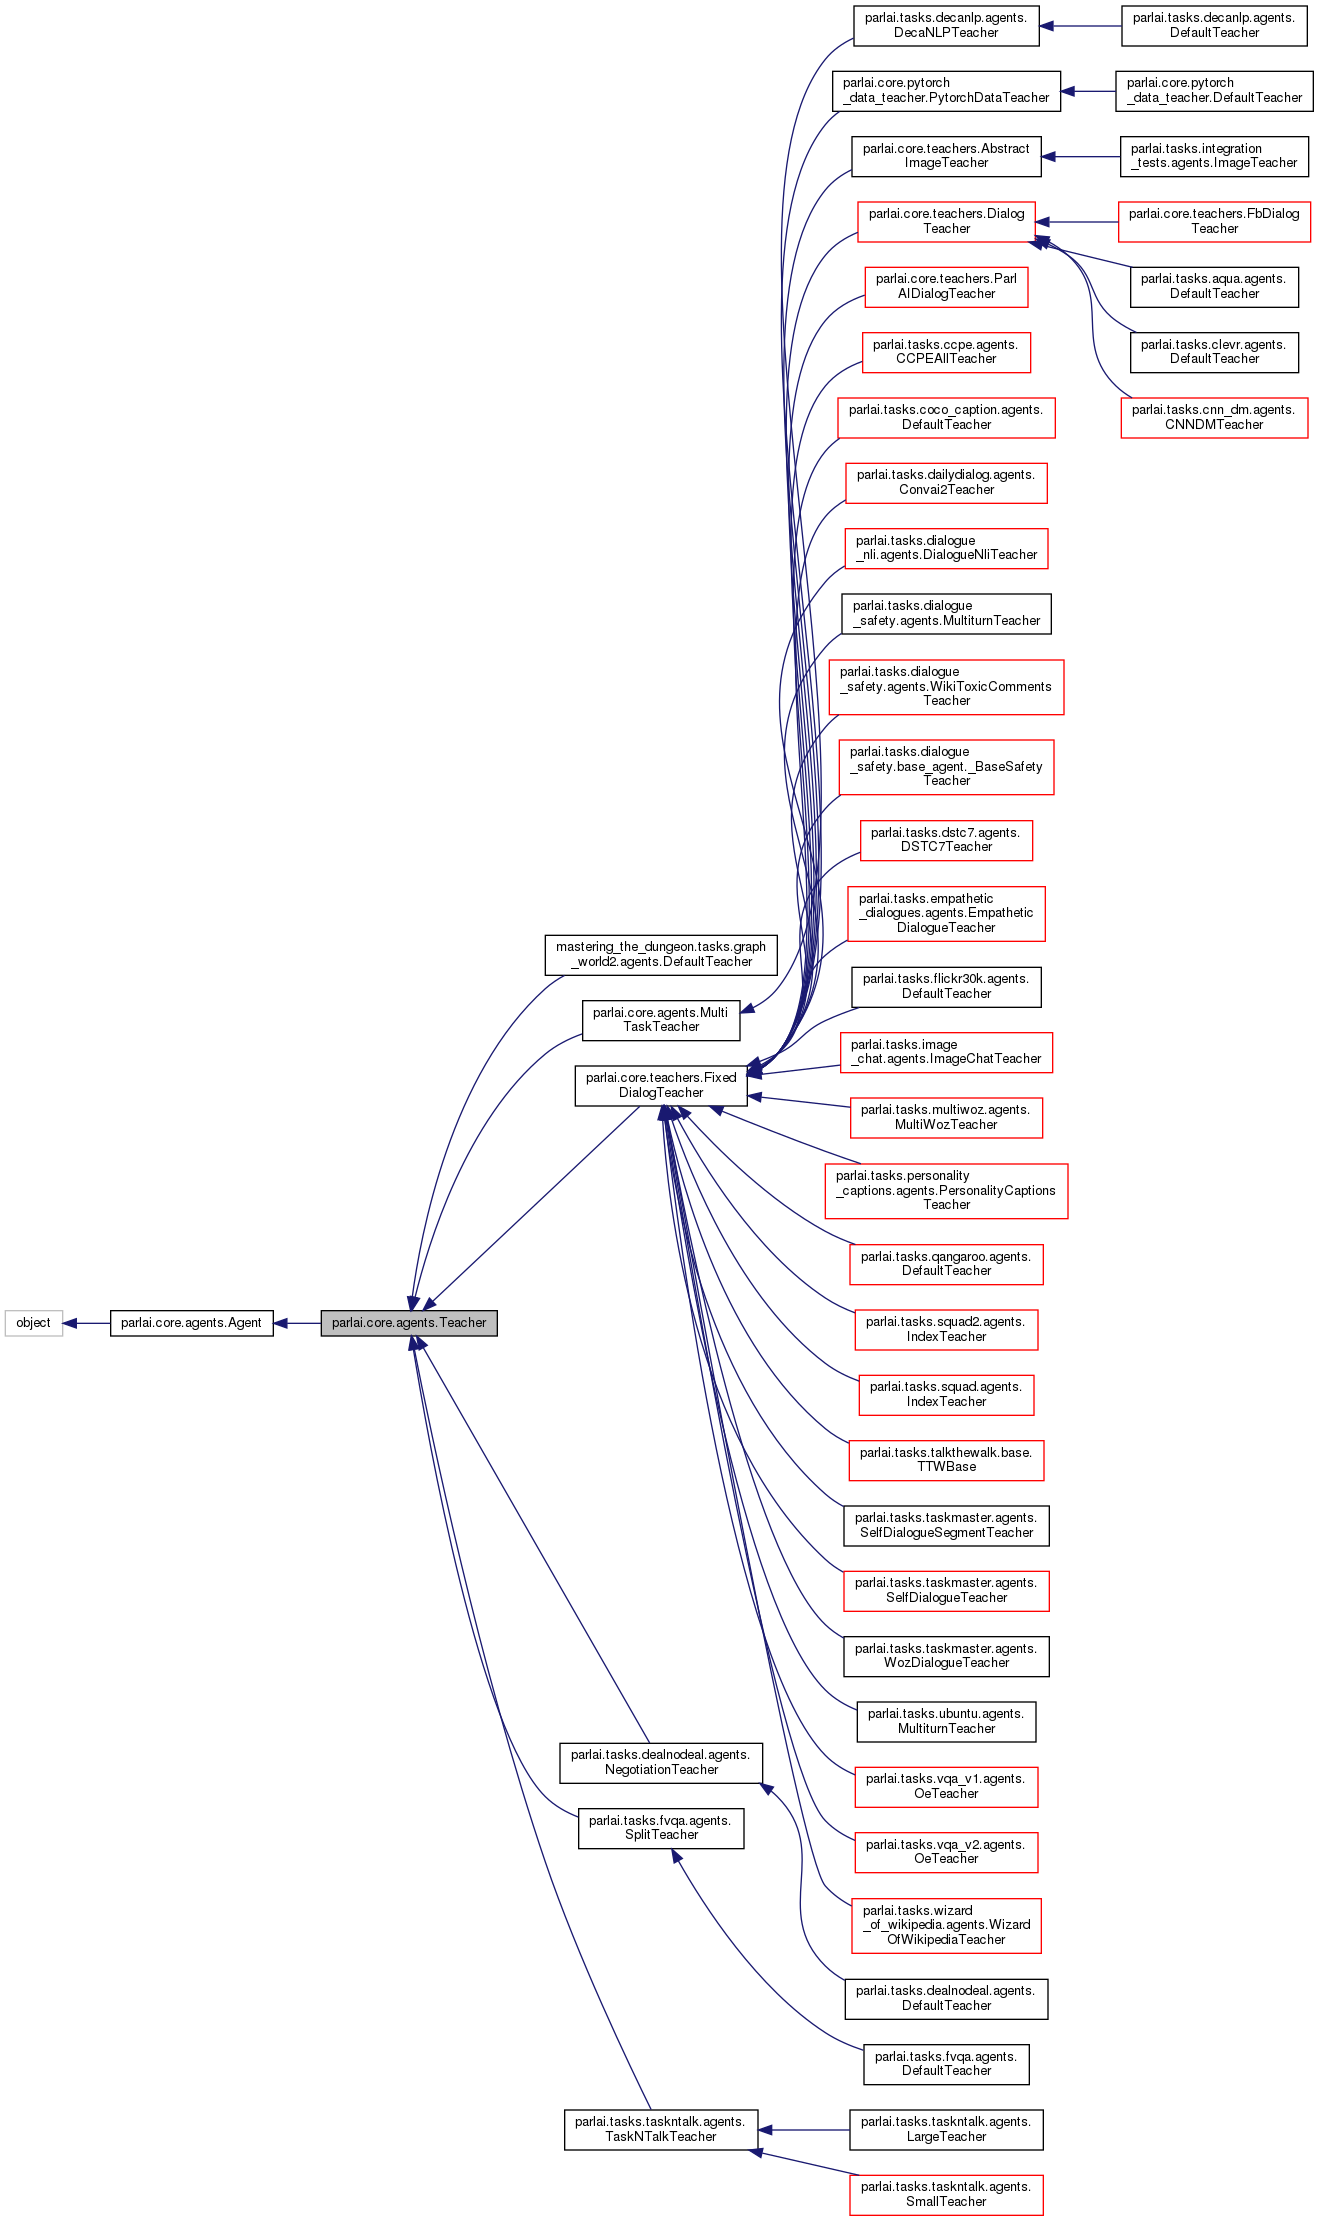 object
parlai.core.agents.Agent
parlai.core.agents.Teacher
mastering_the_dungeon.tasks.graph
_world2.agents.DefaultTeacher
parlai.core.agents.Multi
TaskTeacher
parlai.core.teachers.Fixed
DialogTeacher
parlai.tasks.dealnodeal.agents.
NegotiationTeacher
parlai.tasks.fvqa.agents.
SplitTeacher
parlai.tasks.taskntalk.agents.
TaskNTalkTeacher
parlai.tasks.decanlp.agents.
DecaNLPTeacher
parlai.core.pytorch
_data_teacher.PytorchDataTeacher
parlai.core.teachers.Abstract
ImageTeacher
parlai.core.teachers.Dialog
Teacher
parlai.core.teachers.Parl
AIDialogTeacher
parlai.tasks.ccpe.agents.
CCPEAllTeacher
parlai.tasks.coco_caption.agents.
DefaultTeacher
parlai.tasks.dailydialog.agents.
Convai2Teacher
parlai.tasks.dialogue
_nli.agents.DialogueNliTeacher
parlai.tasks.dialogue
_safety.agents.MultiturnTeacher
parlai.tasks.dialogue
_safety.agents.WikiToxicComments
Teacher
parlai.tasks.dialogue
_safety.base_agent._BaseSafety
Teacher
parlai.tasks.dstc7.agents.
DSTC7Teacher
parlai.tasks.empathetic
_dialogues.agents.Empathetic
DialogueTeacher
parlai.tasks.flickr30k.agents.
DefaultTeacher
parlai.tasks.image
_chat.agents.ImageChatTeacher
parlai.tasks.multiwoz.agents.
MultiWozTeacher
parlai.tasks.personality
_captions.agents.PersonalityCaptions
Teacher
parlai.tasks.qangaroo.agents.
DefaultTeacher
parlai.tasks.squad2.agents.
IndexTeacher
parlai.tasks.squad.agents.
IndexTeacher
parlai.tasks.talkthewalk.base.
TTWBase
parlai.tasks.taskmaster.agents.
SelfDialogueSegmentTeacher
parlai.tasks.taskmaster.agents.
SelfDialogueTeacher
parlai.tasks.taskmaster.agents.
WozDialogueTeacher
parlai.tasks.ubuntu.agents.
MultiturnTeacher
parlai.tasks.vqa_v1.agents.
OeTeacher
parlai.tasks.vqa_v2.agents.
OeTeacher
parlai.tasks.wizard
_of_wikipedia.agents.Wizard
OfWikipediaTeacher
parlai.tasks.dealnodeal.agents.
DefaultTeacher
parlai.tasks.fvqa.agents.
DefaultTeacher
parlai.tasks.taskntalk.agents.
LargeTeacher
parlai.tasks.taskntalk.agents.
SmallTeacher
parlai.tasks.decanlp.agents.
DefaultTeacher
parlai.core.pytorch
_data_teacher.DefaultTeacher
parlai.tasks.integration
_tests.agents.ImageTeacher
parlai.core.teachers.FbDialog
Teacher
parlai.tasks.aqua.agents.
DefaultTeacher
parlai.tasks.clevr.agents.
DefaultTeacher
parlai.tasks.cnn_dm.agents.
CNNDMTeacher